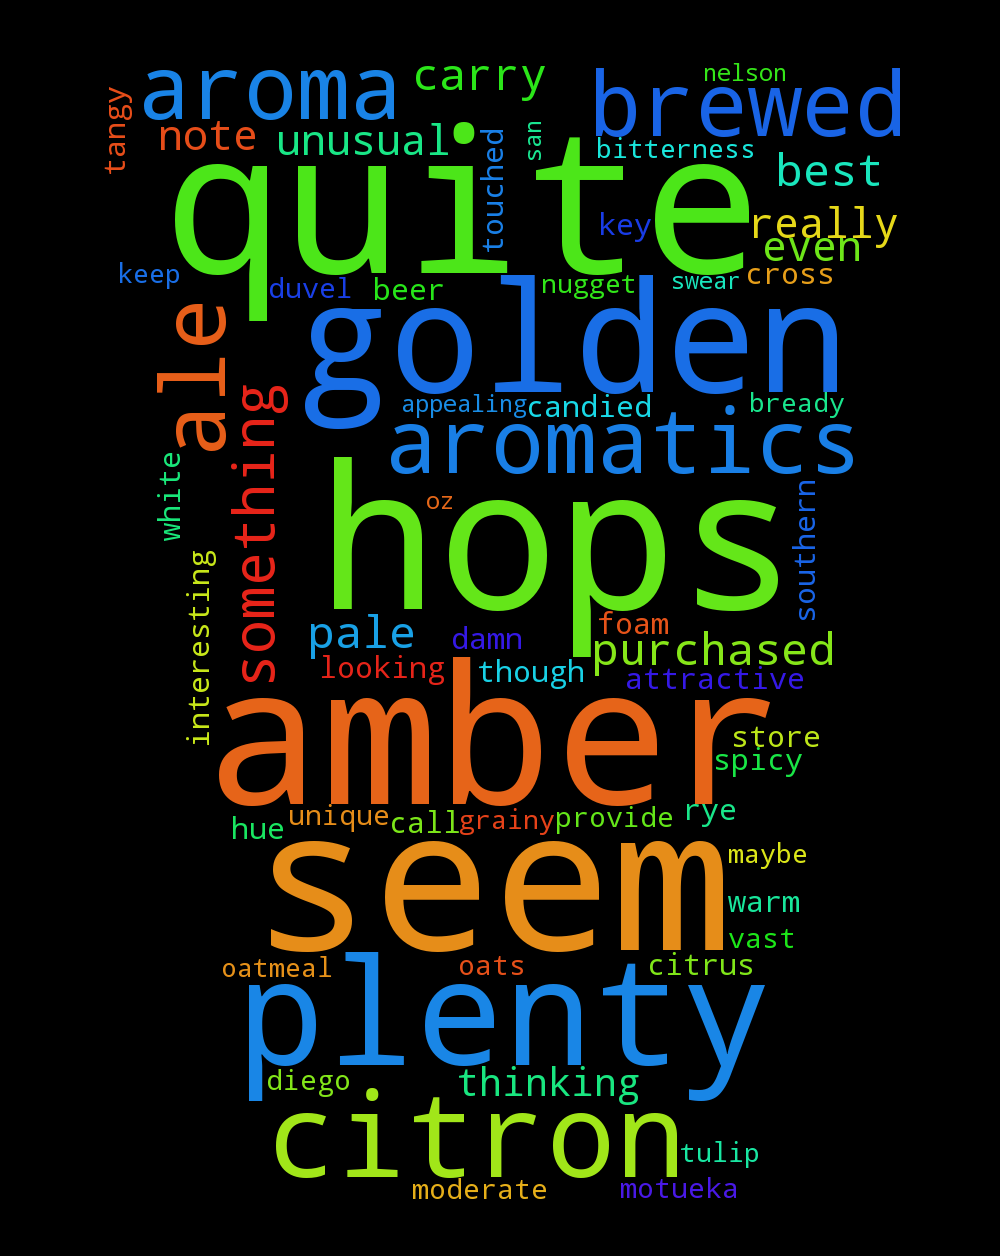 nelson
aroma
carry
brewed
tangy
note
unusual
touched
san
bitterness
best
quite
key
really
even
keep
duvel
beer
nugget
swear
cross
ale
golden
something
appealing
candied
bready
aromatics
white
oz
southern
hops
interesting
pale
damn
foam
purchased
looking
though
attractive
amber
store
spicy
hue
unique
call
grainy
provide
rye
seem
maybe
warm
vast
oatmeal
oats
citrus
plenty
diego
thinking
citron
tulip
moderate
motueka